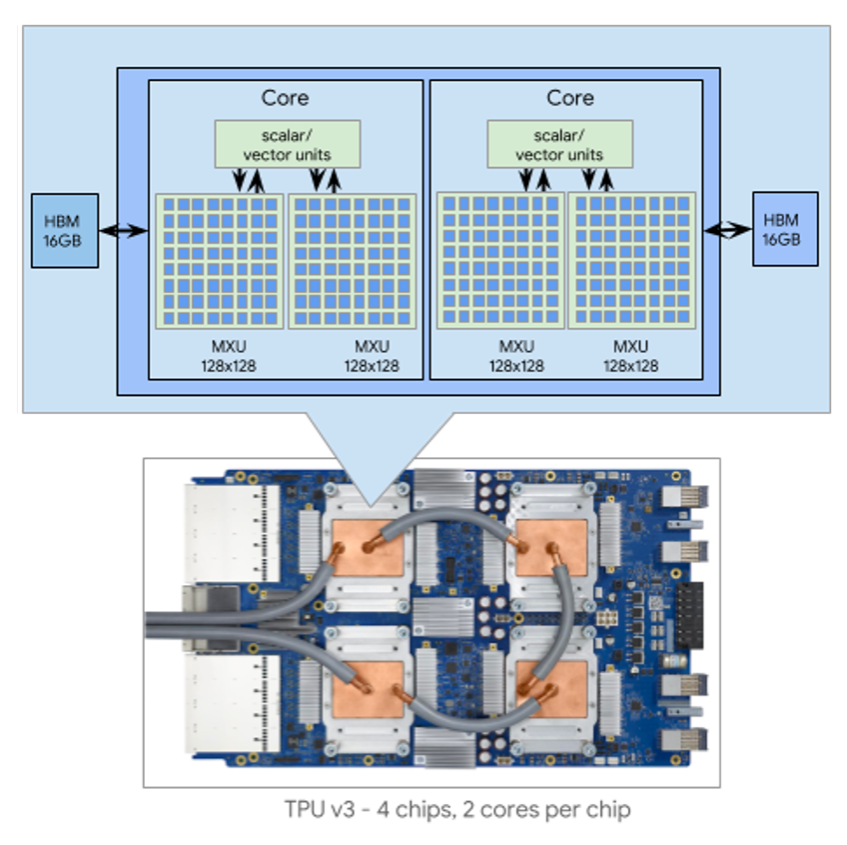 Core
Core
scalar/
vector units
scalar/
vector units
HBM
16GB
HBM
16GB
MXU
128x128
MXU
128x128
MXU
128x128
MXU
128x128
TPU v3 - 4 chips, 2 cores per chip